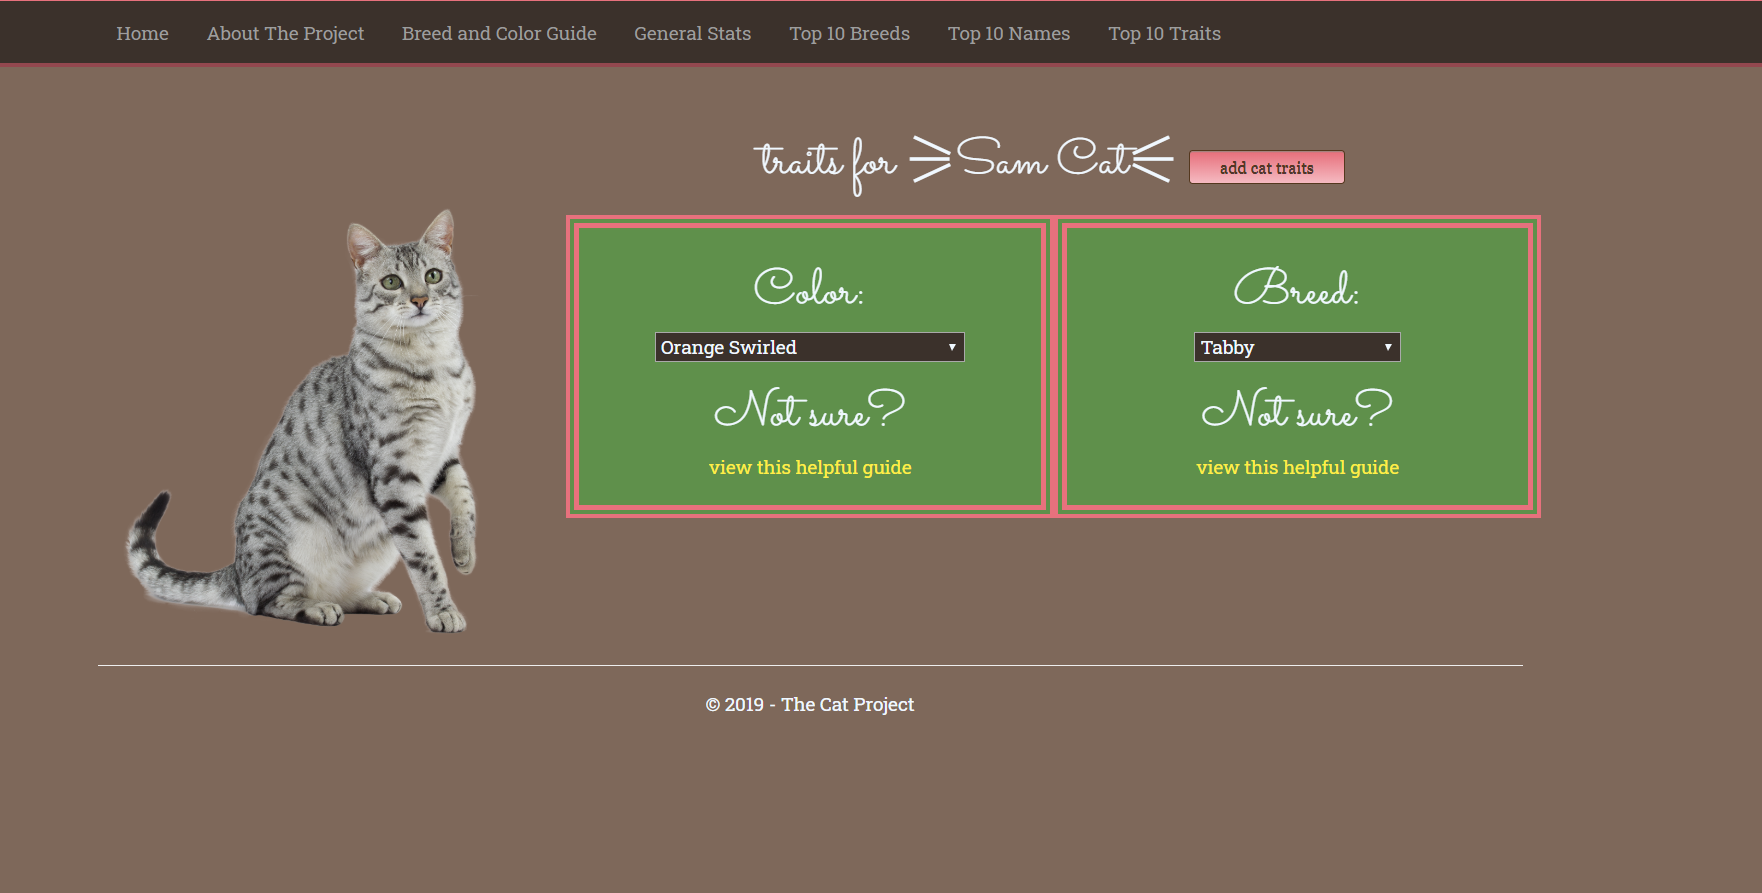 Home About The Project Breed and Color Guide General Stats Top 10 Breeds Top 10 Names Top 10 Traits
traits for Sam Cat add cat traits
Color:
Orange Swirled
Not sure?
view this helpful guide
Breed:
Tabby
Not sure?
view this helpful guide
© 2019 - The Cat Project